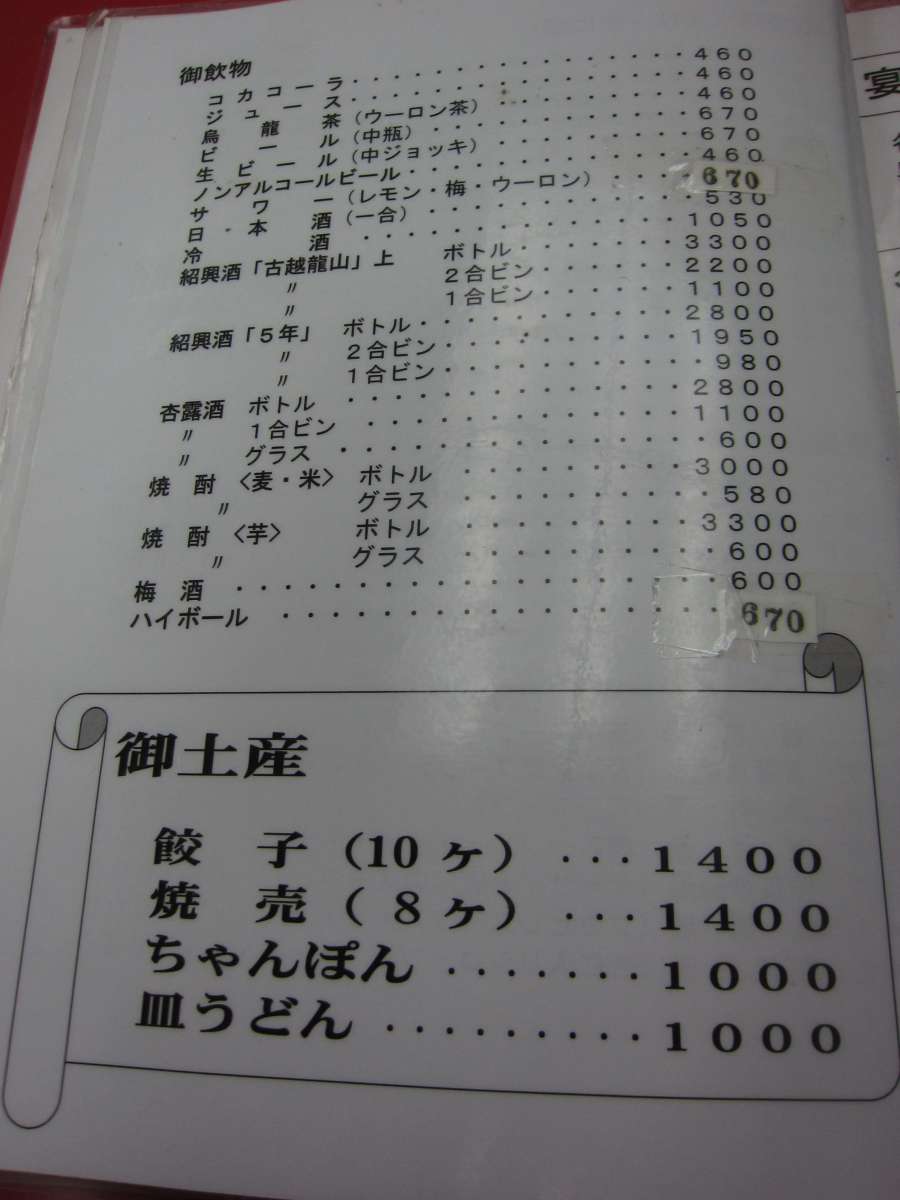 御飲物
コカコーラ・・・・・・・・・・・・・460
ジュース・・・・・・・・・・・・・460
烏龍茶(ウーロン茶)・・・・・・・・460
ビール(中瓶)・・・・・・・・・・670
生ビール(中ジョッキ)・・・・・・・670
ノンアルコールビール・・・・・・・・・460
サワー(レモン・梅・ウーロン)・・・・670
日本酒(一合)・・・・・・・・・・530
冷酒・・・・・・・・・・・・1050
紹興酒「古越龍山」上 ボトル・・・・・・3300
〃 2合ビン・・・・・・2200
〃 1合ビン・・・・・・1100
紹興酒「5年」 ボトル・・・・・・・・・・2800
〃 2合ビン・・・・・・・・・1950
〃 1合ビン・・・・・・・・・980
杏露酒 ボトル・・・・・・・・・・・・2800
〃 1合ビン・・・・・・・・・・・・1100
〃 グラス・・・・・・・・・・・・・600
焼酎〈麦・米〉 ボトル・・・・・・・・・3000
〃 グラス・・・・・・・・・・580
焼酎〈芋〉 ボトル・・・・・・・・・3300
〃 グラス・・・・・・・・・・600
梅酒・・・・・・・・・・・・・・・・・・600
ハイボール・・・・・・・・・・・・・・・・670
御土産
餃子(10ヶ)・・・1400
焼売(8ヶ)・・・1400
ちゃんぽん・・・・・・・1000
皿うどん・・・・・・・・・1000
宴